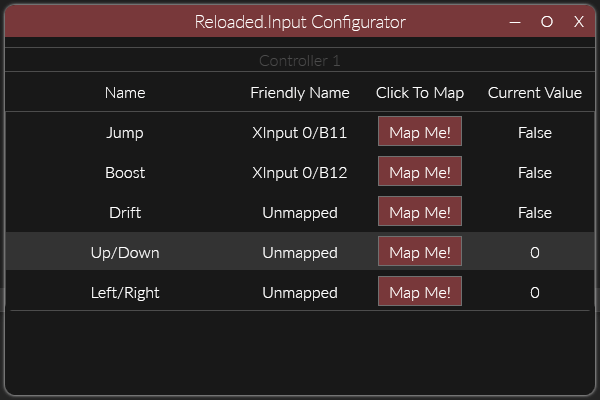 Reloaded.Input Configurator — O X
Controller 1
Name Friendly Name Click To Map Current Value
Jump XInput 0/B11 Map Me! False
Boost XInput 0/B12 Map Me! False
Drift Unmapped Map Me! False
Up/Down Unmapped Map Me! 0
Left/Right Unmapped Map Me! 0